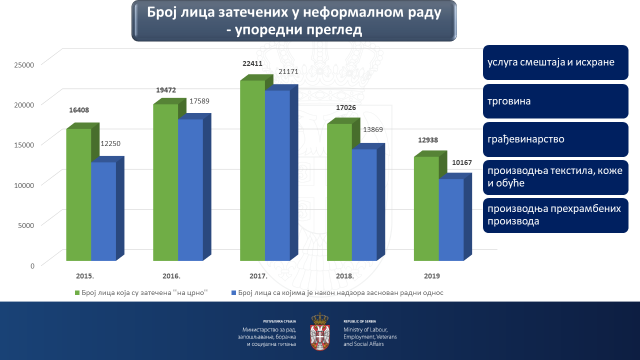 Број лица затечених у неформалном раду
- упоредни преглед
25000
20000
15000
10000
5000
0
16408
12250
19472
17589
22411
21171
17026
13869
12938
10167
2015.
2016.
2017.
2018.
2019
Број лица која су затечена "на црно"
Број лица са којима је након надзора заснован радни однос
услуга смештаја и исхране
трговина
грађевинарство
производња текстила, коже
и обуће
производња прехрамбених
производа
РЕПУБЛИКА СРБИЈА
Министарство за рад,
запошљавање, борачка
и социјална питања
REPUBLIC OF SERBIA
Ministry of Labour,
Employment, Veterans
and Social Affairs